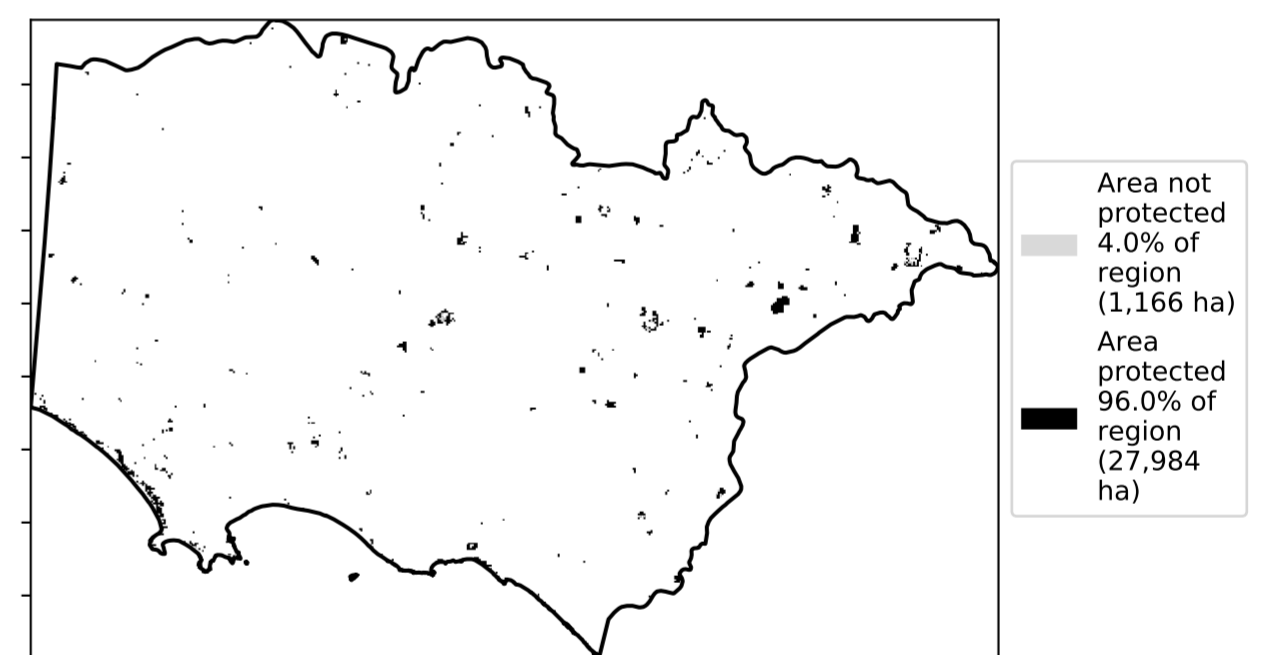 Area not
protected
4.0% of
region
(1,166 ha)
Area
protected
96.0% of
region
(27,984
ha)